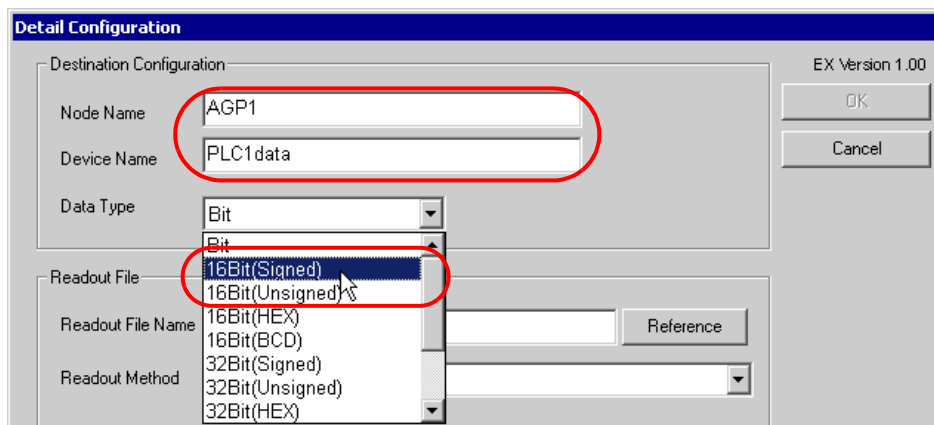 Detail Configuration
Destination Configuration
EX Version 1.00
Node Name
AGP1
OK
Device Name
PLC1data
Cancel
Data Type
Bit
Bit
16Bit(Signed)
16Bit(Unsigned)
16Bit(HEX)
16Bit(BCD)
32Bit(Signed)
32Bit(Unsigned)
32Bit(HEX)
Readout File
Readout File Name
Reference
Readout Method